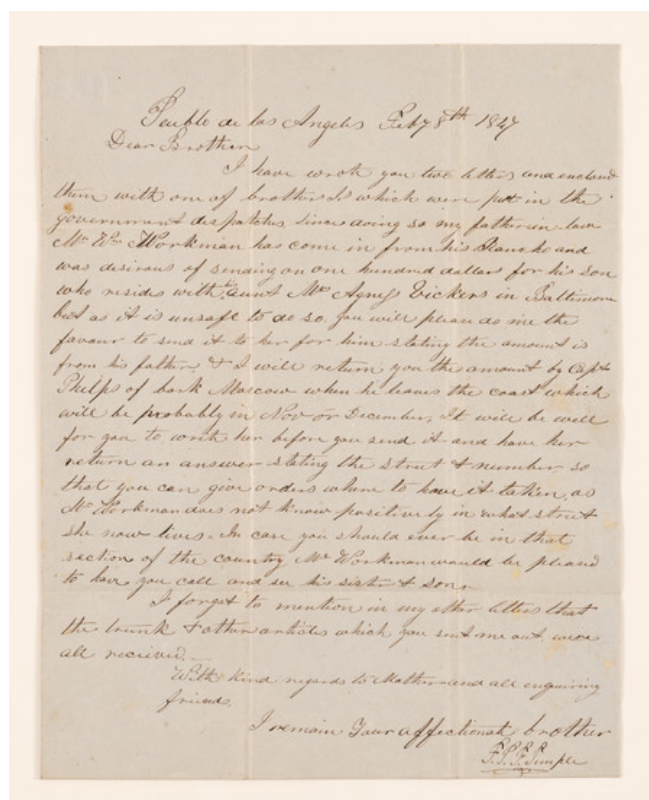 Pueblo de los Angeles Feby 8th 1847
Dear Brother
I have wrote you two letters and enclosed
them with one of brother J's which were put in the
government despatches since doing so my father in law
Mr Wm Workman has come in from his Rancho and
was desirous of sending on one hundred dollars for his son
who resides with aunt Mrs Agnes Vickers in Baltimore
but as it is unsafe to do so you will please do me the
favour to send it to her for him stating the amount is
from his father, & I will return you the amount by Capt
Phelps of bark Moscow when he leaves the coast which
will be probably in Nov or December, It will be well
for you to write her before you send it and have her
return an answer stating the street & number, so
that you can give orders where to have it taken, as
Mr Workman does not know positively in what street
she now lives. In case you should ever be in that
section of the country Mr Workman would be pleased
to have you call and see his sister & son.
I forgot to mention in my other letters that
the trunk & other articles which you sent me out were
all recieved.
With kind regards to Mother and all enquiring
friends.
I remain Your affectionate brother
F.P.F. Temple